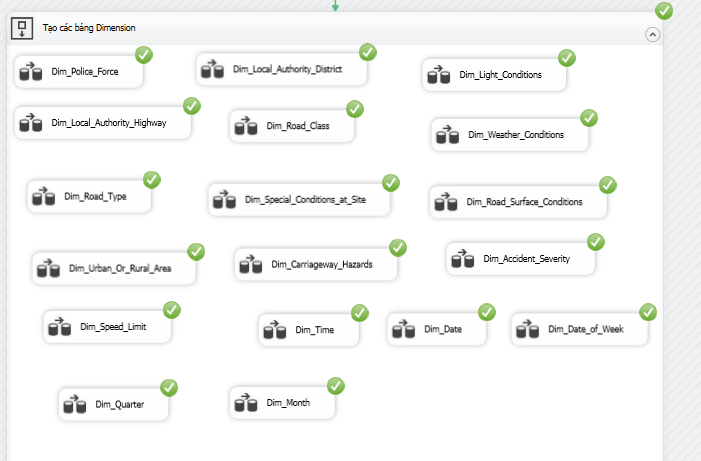 Tạo các bảng Dimension
Dim_Police_Force
Dim_Local_Authority_District
Dim_Light_Conditions
Dim_Local_Authority_Highway
Dim_Road_Class
Dim_Weather_Conditions
Dim_Road_Type
Dim_Special_Conditions_at_Site
Dim_Road_Surface_Conditions
Dim_Urban_Or_Rural_Area
Dim_Carriageway_Hazards
Dim_Accident_Severity
Dim_Speed_Limit
Dim_Time
Dim_Date
Dim_Date_of_Week
Dim_Quarter
Dim_Month